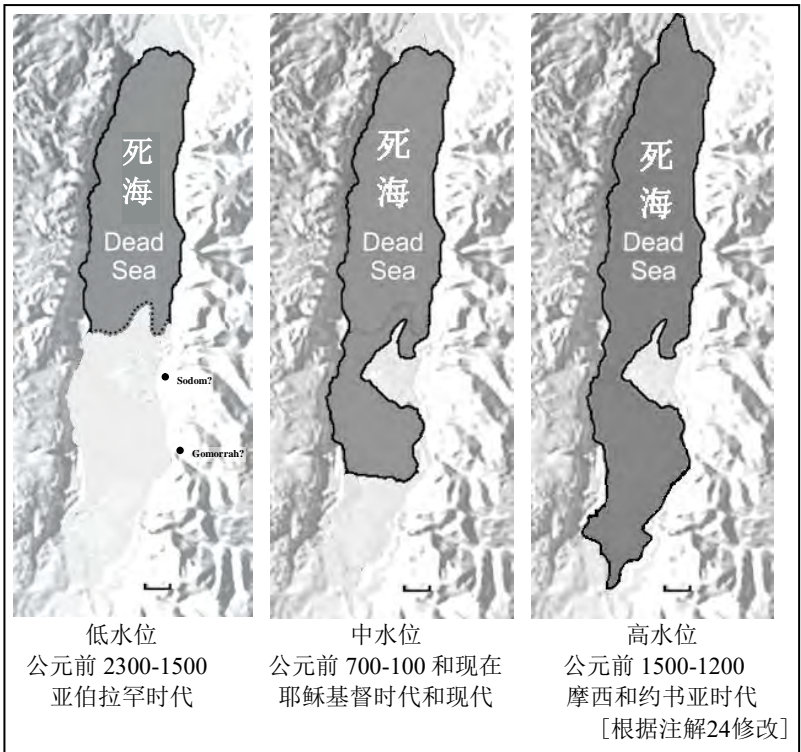 死
海
Dead
Sea
Sodom?
Gomorrah?
低水位
公元前 2300-1500
亚伯拉罕时代
死
海
Dead
Sea
中水位
公元前 700-100 和现在
耶稣基督时代和现代
死
海
Dead
Sea
高水位
公元前 1500-1200
摩西和约书亚时代
[根据注解24修改]